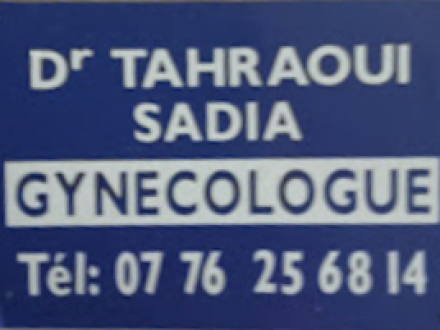 Dr TAHRAOUI
SADIA
GYNECOLOGUE
Tél: 07 76 25 68 14